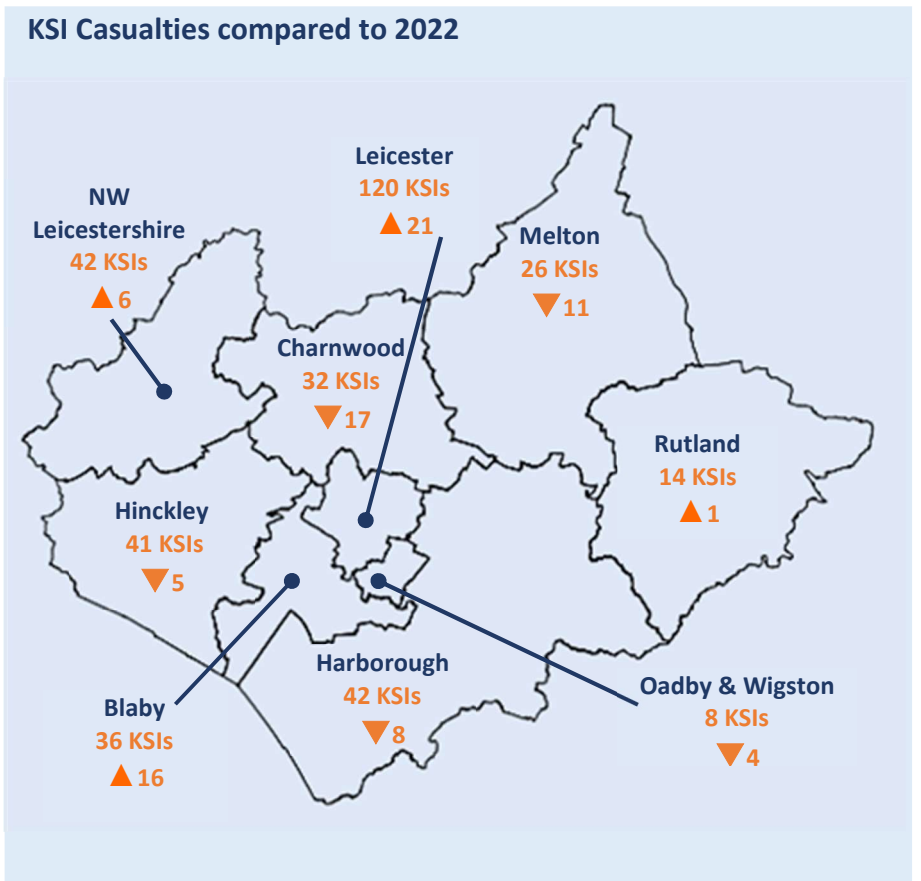 KSI Casualties compared to 2022
Leicester
120 KSIs
▲ 21
NW
Leicestershire
42 KSIs
▲ 6
Melton
26 KSIs
▼ 11
Charnwood
32 KSIs
▼ 17
Rutland
14 KSIs
▲ 1
Hinckley
41 KSIs
▼ 5
Harborough
42 KSIs
▼ 8
Oadby & Wigston
8 KSIs
▼ 4
Blaby
36 KSIs
▲ 16